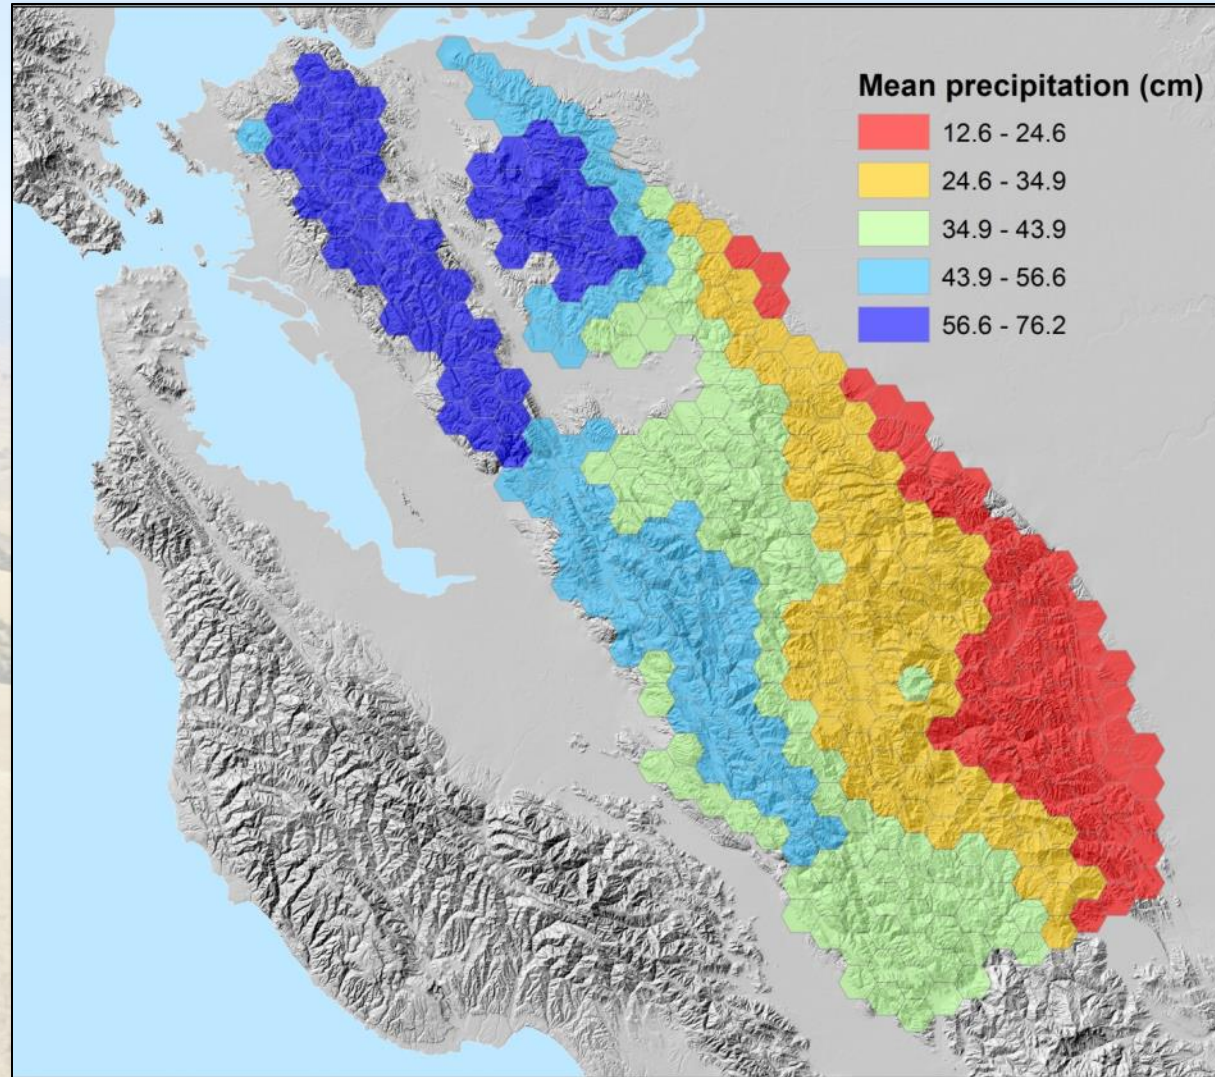 Mean precipitation (cm)
12.6 - 24.6
24.6 - 34.9
34.9 - 43.9
43.9 - 56.6
56.6 - 76.2